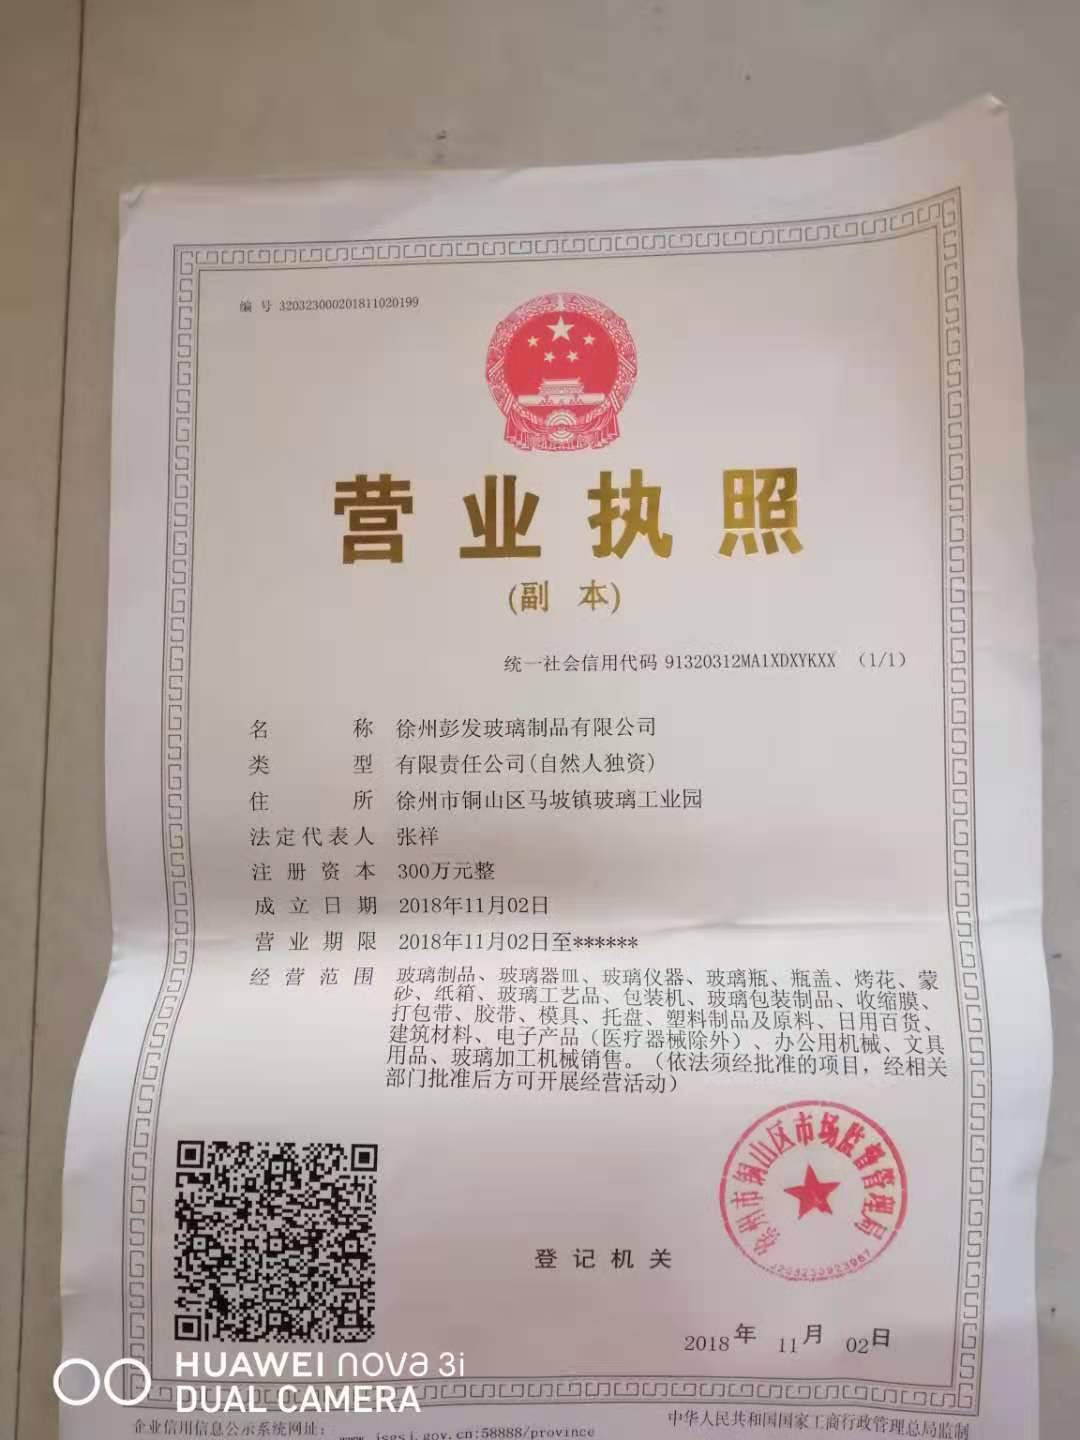 编 号 320323000201811020199
营业执照
(副 本)
统一社会信用代码 91320312MA1XDXYKXX （1/1）
名 称 徐州彭发玻璃制品有限公司
类 型 有限责任公司(自然人独资)
住 所 徐州市铜山区马坡镇玻璃工业园
法定代表人 张祥
注册资本 300万元整
成立日期 2018年11月02日
营业期限 2018年11月02日至******
经营范围 玻璃制品、玻璃器皿、玻璃仪器、玻璃瓶、瓶盖、烤花、蒙
砂、纸箱、玻璃工艺品、包装机、玻璃包装制品、收缩膜、
打包带、胶带、模具、托盘、塑料制品及原料、日用百货、
建筑材料、电子产品（医疗器械除外）、办公用机械、文具
用品、玻璃加工机械销售。（依法须经批准的项目，经相关
部门批准后方可开展经营活动）
徐州市铜山区市场监督管理局
登记机关
2018年 11月 02日
HUAWEI nova 3i
DUAL CAMERA
企业信用信息公示系统网址： www.jsgsj.gov.cn:58888/province
中华人民共和国国家工商行政管理总局监制